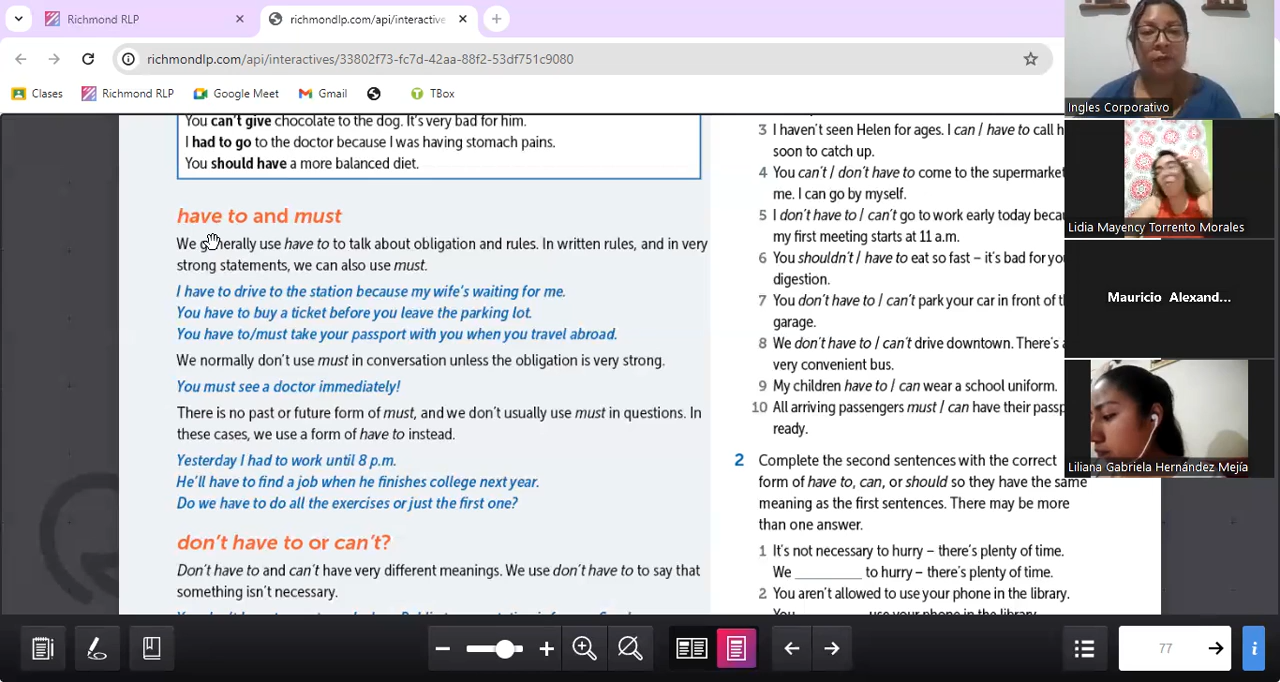 Richmond RLP
richmondlp.com/api/interactive
richmondlp.com/api/interactives/33802f73-fc7d-42aa-88f2-53df751c9080
Clases
Richmond RLP
Google Meet
Gmail
TBox
You can't give chocolate to the dog. It's very bad for him.
I had to go to the doctor because I was having stomach pains.
You should have a more balanced diet.
have to and must
We generally use have to to talk about obligation and rules. In written rules, and in very
strong statements, we can also use must.
I have to drive to the station because my wife's waiting for me.
You have to buy a ticket before you leave the parking lot.
You have to/must take your passport with you when you travel abroad.
We normally don't use must in conversation unless the obligation is very strong.
You must see a doctor immediately!
There is no past or future form of must, and we don't usually use must in questions. In
these cases, we use a form of have to instead.
Yesterday I had to work until 8 p.m.
He'll have to find a job when he finishes college next year.
Do we have to do all the exercises or just the first one?
don't have to or can't?
Don't have to and can't have very different meanings. We use don't have to to say that
something isn't necessary.
3 I haven't seen Helen for ages. I can / have to call h
soon to catch up.
4 You can't / don't have to come to the supermarket
me. I can go by myself.
5 I don't have to / can't go to work early today beca
my first meeting starts at 11 a.m.
6 You shouldn't / have to eat so fast – it's bad for yo
digestion.
7 You don't have to / can't park your car in front of t
garage.
8 We don't have to / can't drive downtown. There's
very convenient bus.
9 My children have to / can wear a school uniform.
10 All arriving passengers must / can have their passp
ready.
2 Complete the second sentences with the correct
form of have to, can, or should so they have the same
meaning as the first sentences. There may be more
than one answer.
1 It's not necessary to hurry – there's plenty of time.
We ________ to hurry – there's plenty of time.
2 You aren't allowed to use your phone in the library.
You ________ use your phone in the library
Ingles Corporativo
Lidia Mayency Torrento Morales
Mauricio Alexand...
Liliana Gabriela Hernández Mejía
77